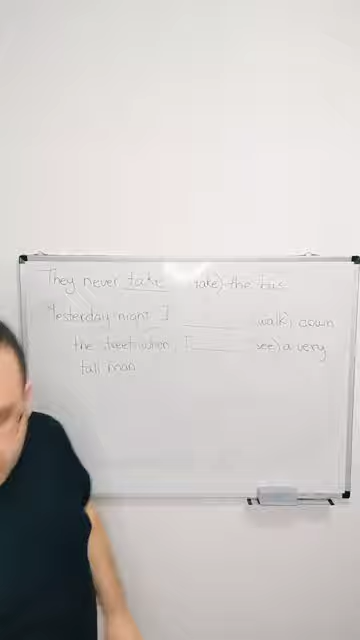 They never take (take) the bus
Yesterday night I ______ (walk) down
the street when I ______ (see) a very
tall man